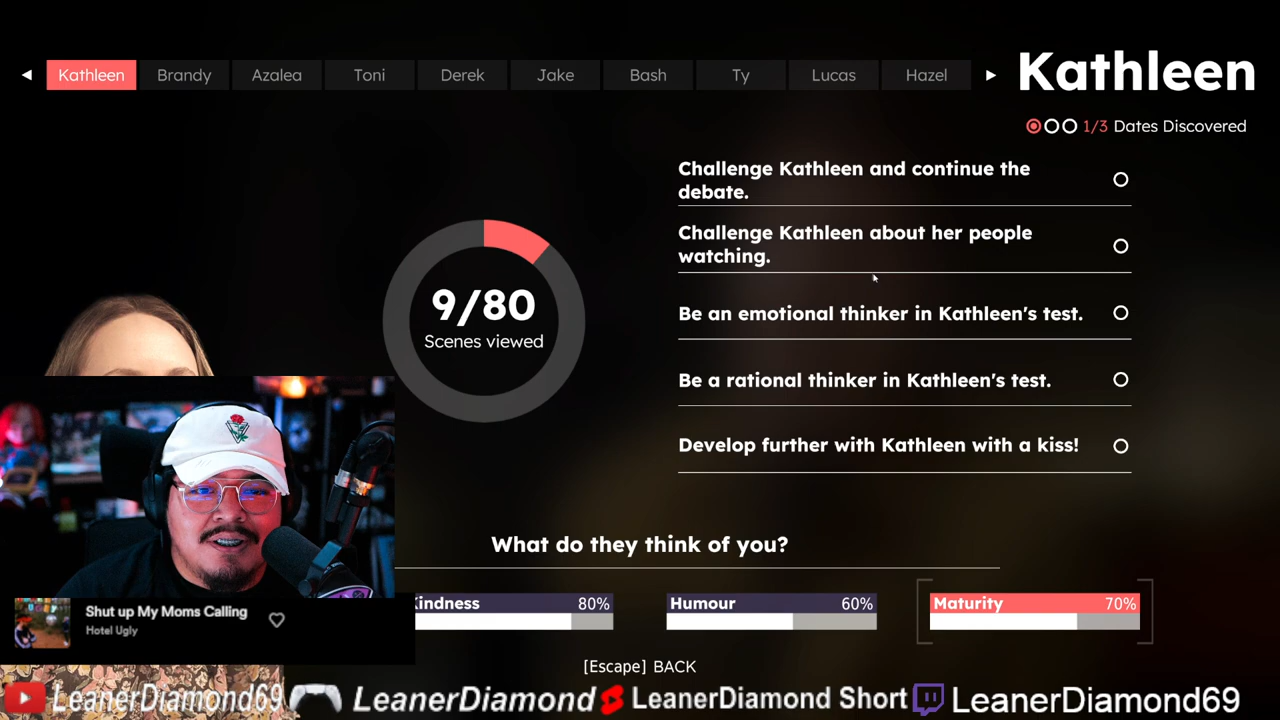 Kathleen
Brandy
Azalea
Toni
Derek
Jake
Bash
Ty
Lucas
Hazel
Kathleen
1/3 Dates Discovered
Challenge Kathleen and continue the
debate.
Challenge Kathleen about her people
watching.
Be an emotional thinker in Kathleen's test.
Be a rational thinker in Kathleen's test.
Develop further with Kathleen with a kiss!
9/80
Scenes viewed
What do they think of you?
Kindness 80%
Humour 60%
Maturity 70%
Shut up My Moms Calling
Hotel Ugly
[Escape] BACK
LeanerDiamond69
LeanerDiamond
LeanerDiamond Short
LeanerDiamond69